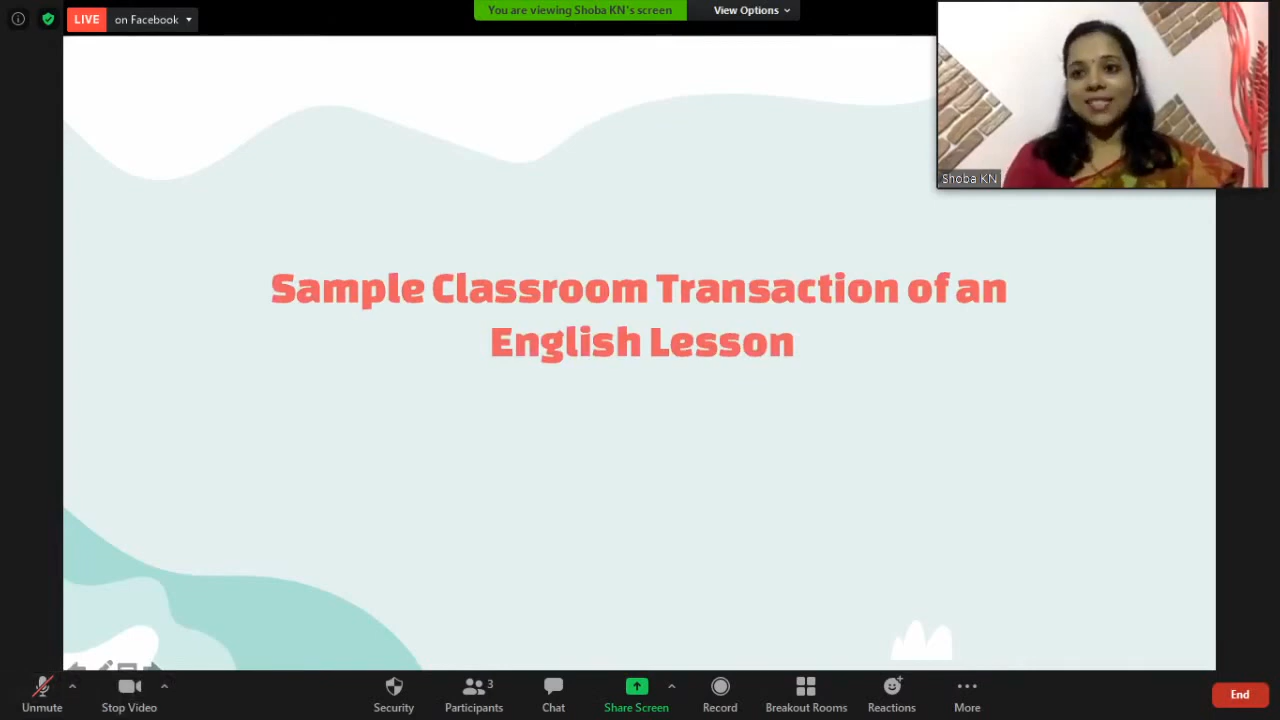 LIVE on Facebook
You are viewing Shoba KN's screen
View Options
Shoba KN
Sample Classroom Transaction of an
English Lesson
Unmute
Stop Video
Security
Participants 3
Chat
Share Screen
Record
Breakout Rooms
Reactions
More
End